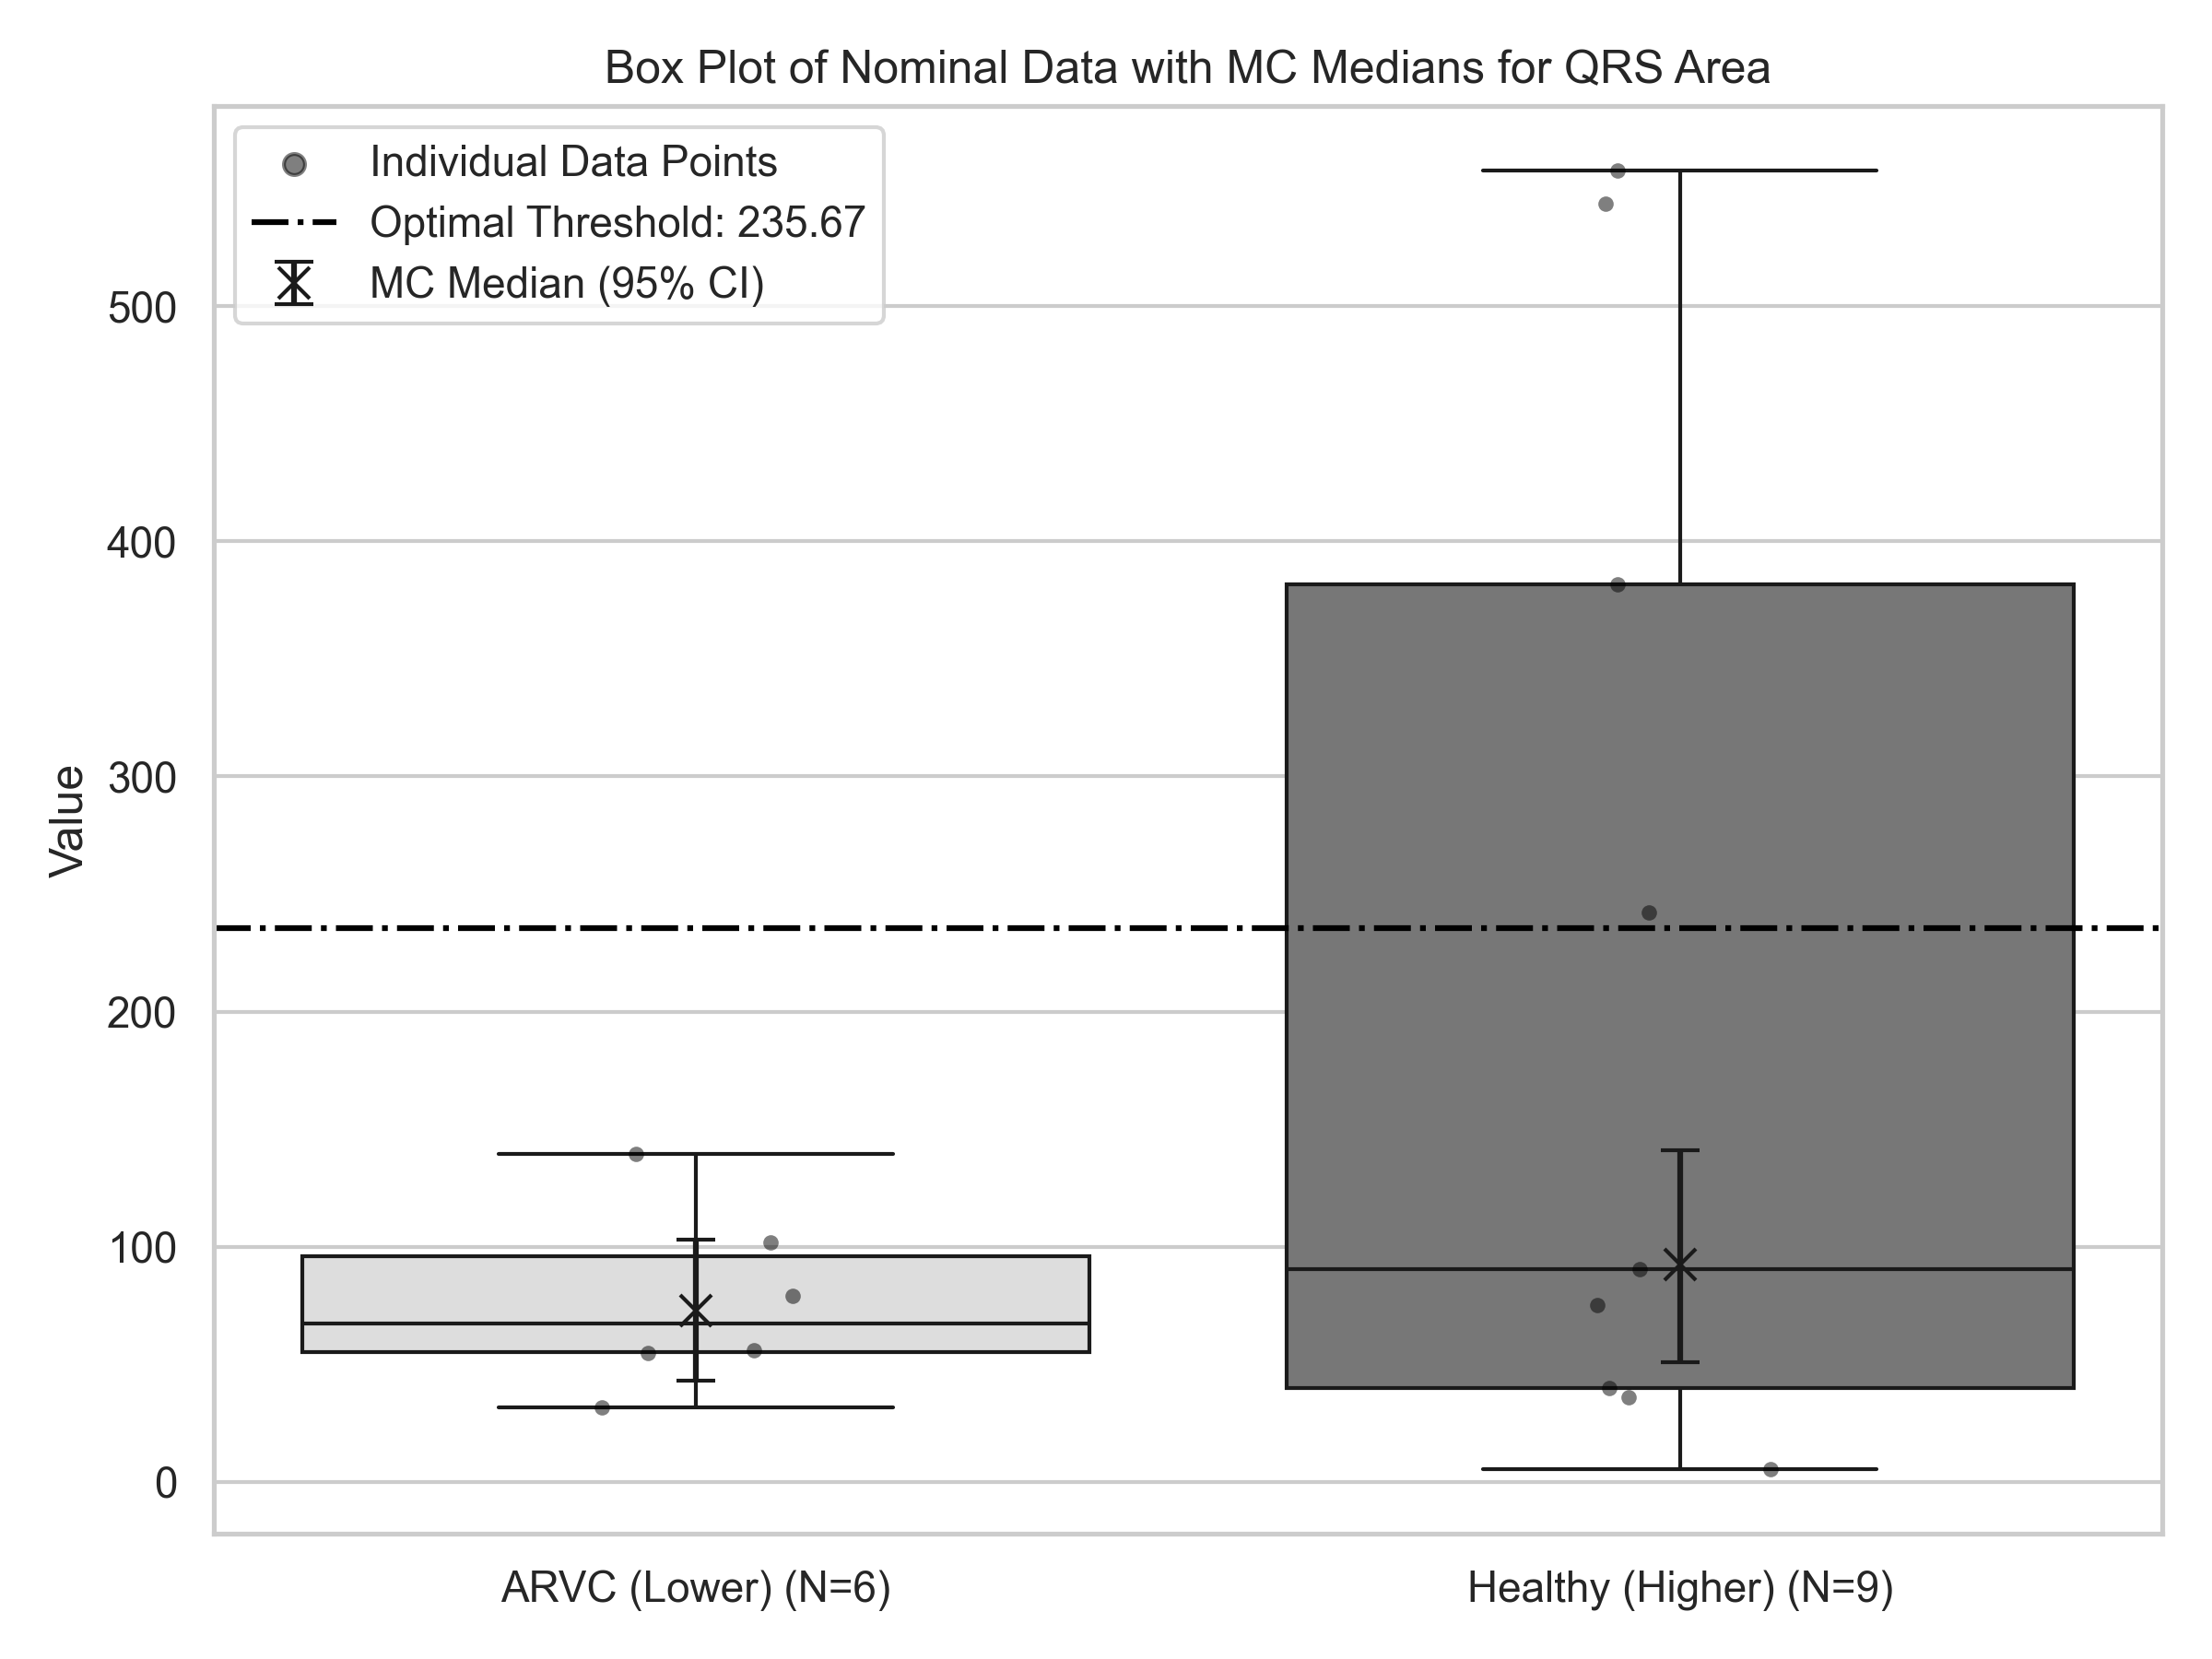 Box Plot of Nominal Data with MC Medians for QRS Area
Individual Data Points
Optimal Threshold: 235.67
MC Median (95% CI)
Value
500
400
300
200
100
0
ARVC (Lower) (N=6)
Healthy (Higher) (N=9)